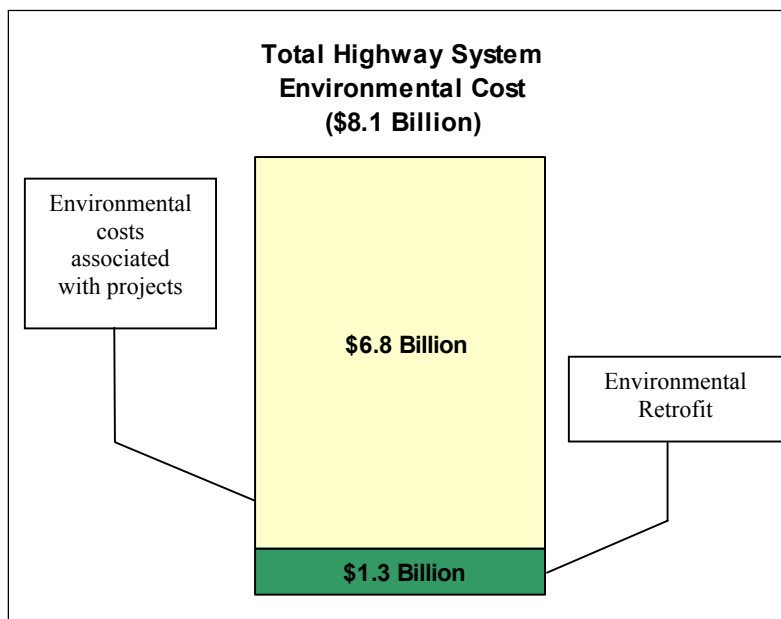 Total Highway System
Environmental Cost
($8.1 Billion)
Environmental
costs
associated
with projects
$6.8 Billion
Environmental
Retrofit
$1.3 Billion